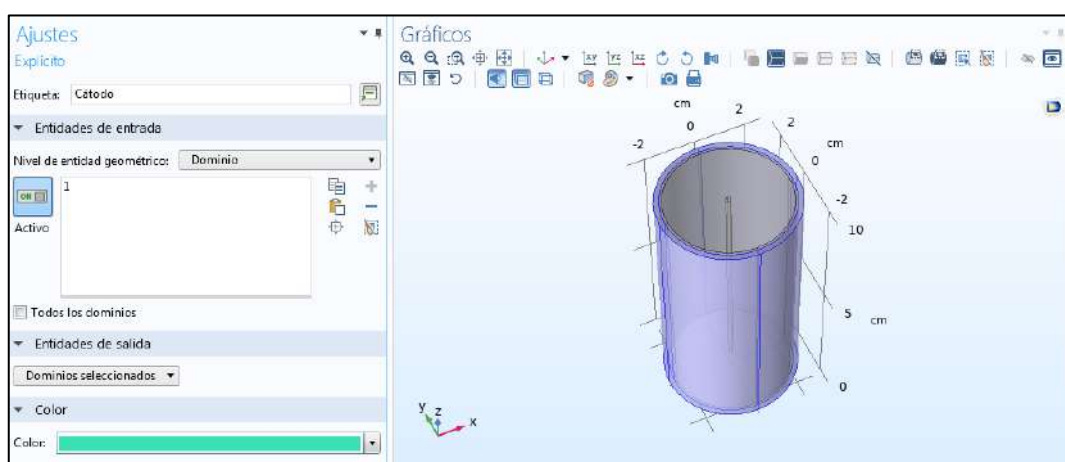 Ajustes
Explícito
Etiqueta: Cátodo
Entidades de entrada
Nivel de entidad geométrico: Dominio
1
Activo
Todos los dominios
Entidades de salida
Dominios seleccionados
Color
Color:
Gráficos
cm
-2
0
2
2
0
cm
-2
10
5
cm
0
y
z
x